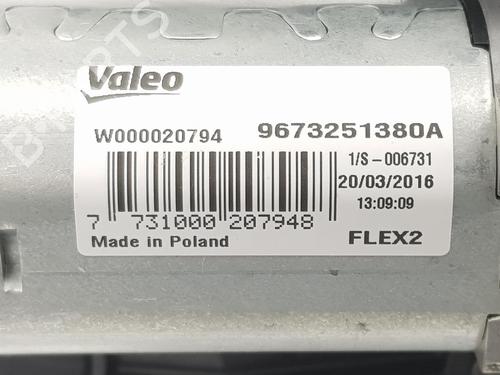 Valeo
W000020794 9673251380A
1/S-006731
20/03/2016
13:09:09
7 731000 207948
Made in Poland FLEX2